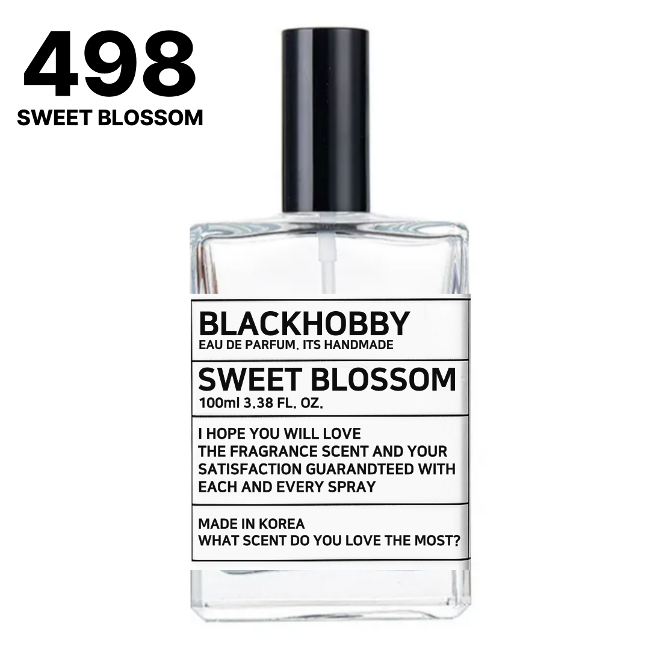 498
SWEET BLOSSOM
BLACKHOBBY
EAU DE PARFUM, ITS HANDMADE
SWEET BLOSSOM
100ml 3.38 FL. OZ.
I HOPE YOU WILL LOVE
THE FRAGRANCE SCENT AND YOUR
SATISFACTION GUARANDTEED WITH
EACH AND EVERY SPRAY
MADE IN KOREA
WHAT SCENT DO YOU LOVE THE MOST?